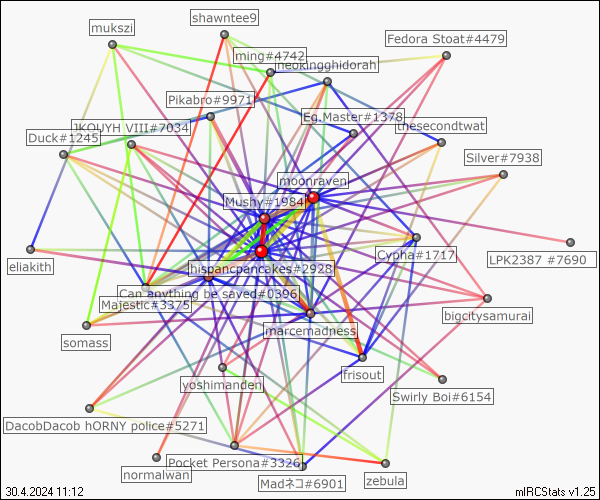 shawntee9
mukszi
Fedora Stoat#4479
ming#4742
neokingghidorah
Pikabro#9971
Eg.Master#1378
JKOUYH VIII#7034
thesecondtwat
Duck#1245
Silver#7938
moonraven
Mushy#1984
Cypha#1717
LPK2387 #7690
eliakith
hispancpancakes#2928
Can anything be saved#0396
Majestic#3375
bigcitysamurai
marcemadness
somass
frisout
yoshimanden
Swirly Boi#6154
DacobDacob hORNY police#5271
Pocket Persona#3326
normalwan
Madネコ#6901
zebula
30.4.2024 11:12
mIRCStats v1.25